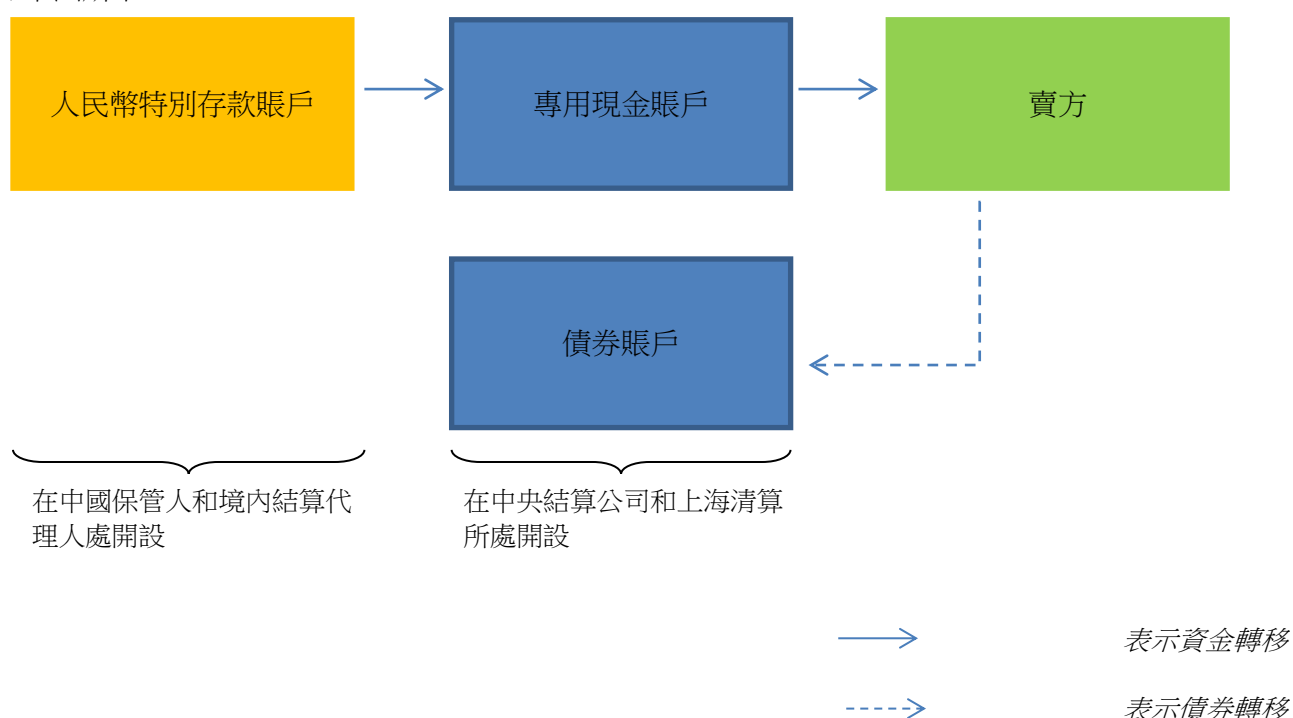 人民幣特別存款賬戶
專用現金賬戶
賣方
債券賬戶
在中國保管人和境內結算代
理人處開設
在中央結算公司和上海清算
所處開設
表示資金轉移
表示債券轉移